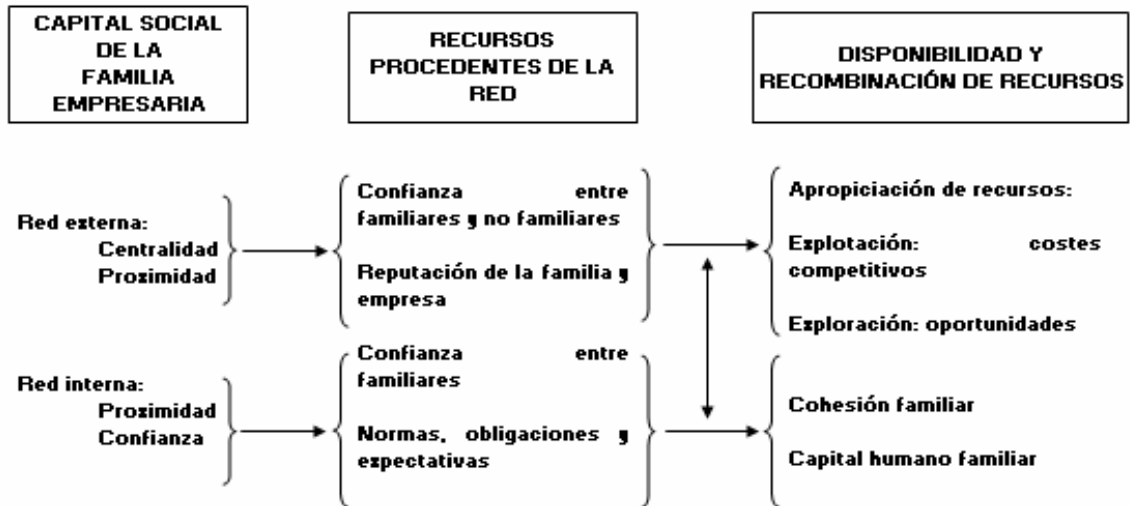 CAPITAL SOCIAL
DE LA
FAMILIA
EMPRESARIA
RECURSOS
PROCEDENTES DE LA
RED
DISPONIBILIDAD Y
RECOMBINACIÓN DE RECURSOS
Red externa:
Centralidad
Proximidad
Confianza entre
familiares y no familiares
Reputación de la familia y
empresa
Apropiciación de recursos:
Explotación: costes
competitivos
Exploración: oportunidades
Red interna:
Proximidad
Confianza
Confianza entre
familiares
Normas, obligaciones y
expectativas
Cohesión familiar
Capital humano familiar